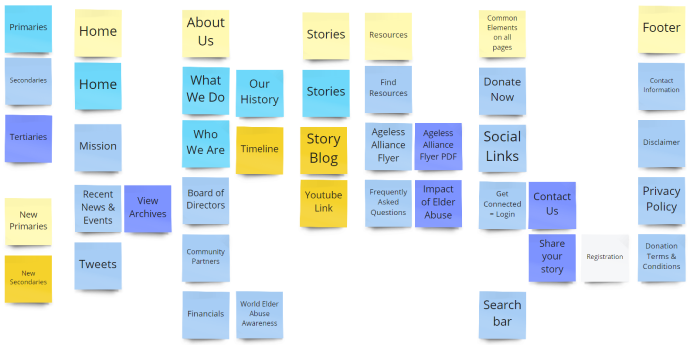 Primaries
Secondaries
Tertiaries
New
Primaries
New
Secondaries
Home
Home
Mission
Recent
News &
Events
View
Archives
Tweets
About
Us
What
We Do
Our
History
Who
We Are
Timeline
Board of
Directors
Community
Partners
Financials
World Elder
Abuse
Awareness
Stories
Stories
Story
Blog
Youtube
Link
Resources
Find
Resources
Ageless
Alliance
Flyer
Ageless
Alliance
Flyer PDF
Frequently
Asked
Questions
Impact
of Elder
Abuse
Common
Elements
on all
pages
Donate
Now
Social
Links
Get
Connected
= Login
Contact
Us
Share
your
story
Registration
Search
bar
Footer
Contact
Information
Disclaimer
Privacy
Policy
Donation
Terms &
Conditions